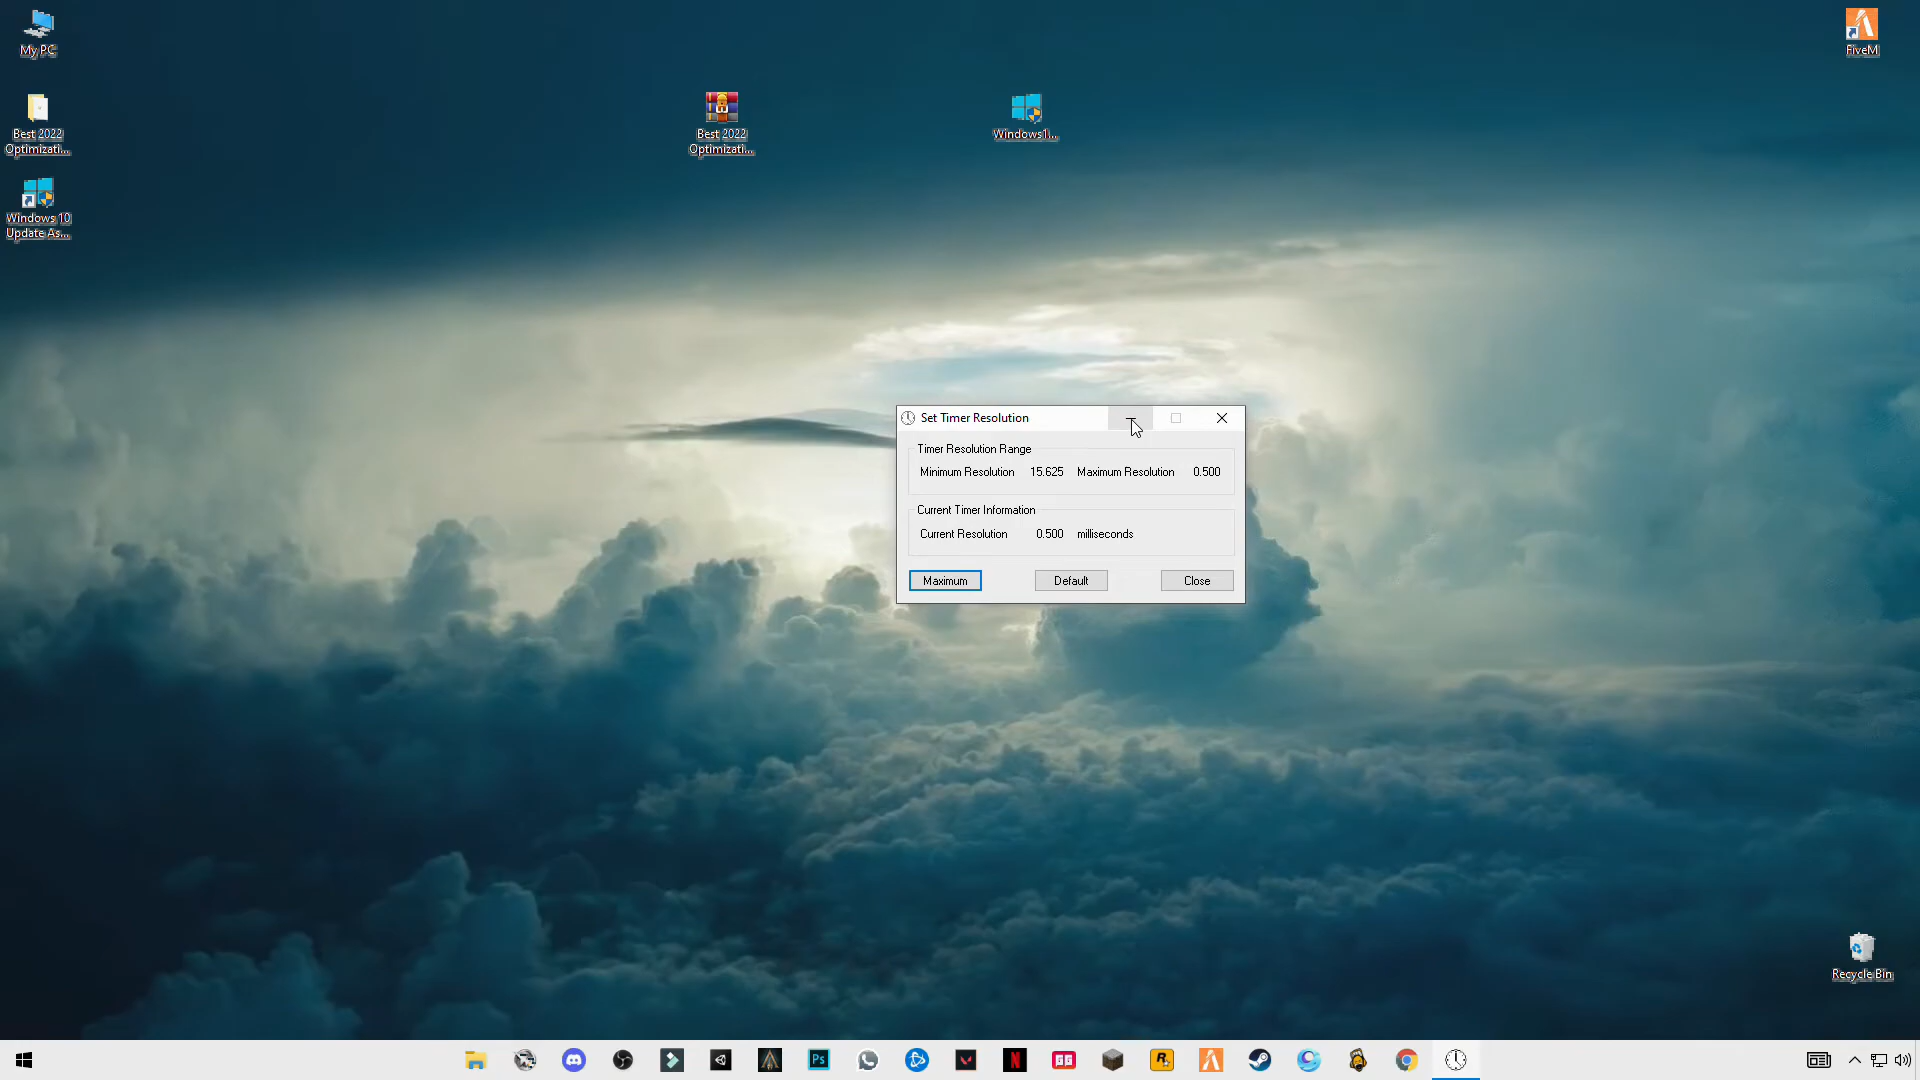 My PC
FiveM
Best 2022
Optimizati...
Best 2022
Optimizati...
Windows1...
Windows 10
Update As...
Set Timer Resolution
Timer Resolution Range
Minimum Resolution 15.625 Maximum Resolution 0.500
Current Timer Information
Current Resolution 0.500 milliseconds
Maximum Default Close
Recycle Bin
Ps
N
GG
R